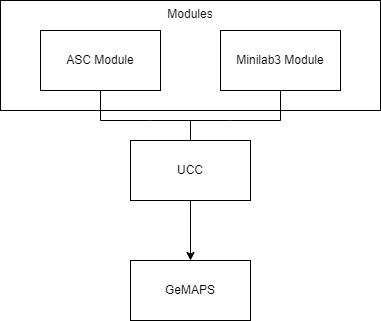 Modules
ASC Module
Minilab3 Module
UCC
GeMAPS